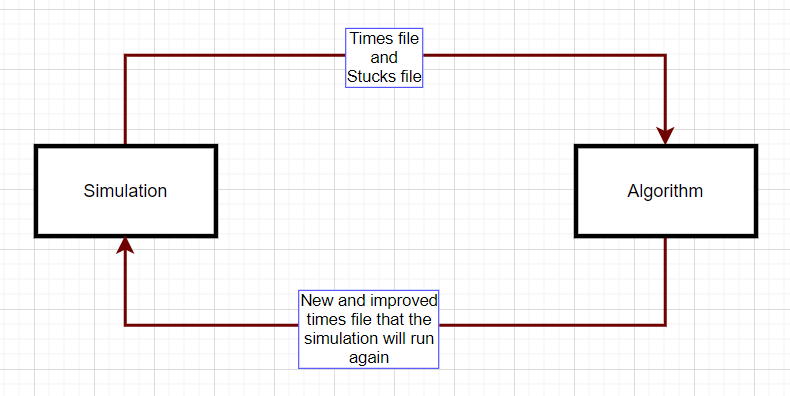 Times file
and
Stucks file
Simulation
Algorithm
New and improved
times file that the
simulation will run
again